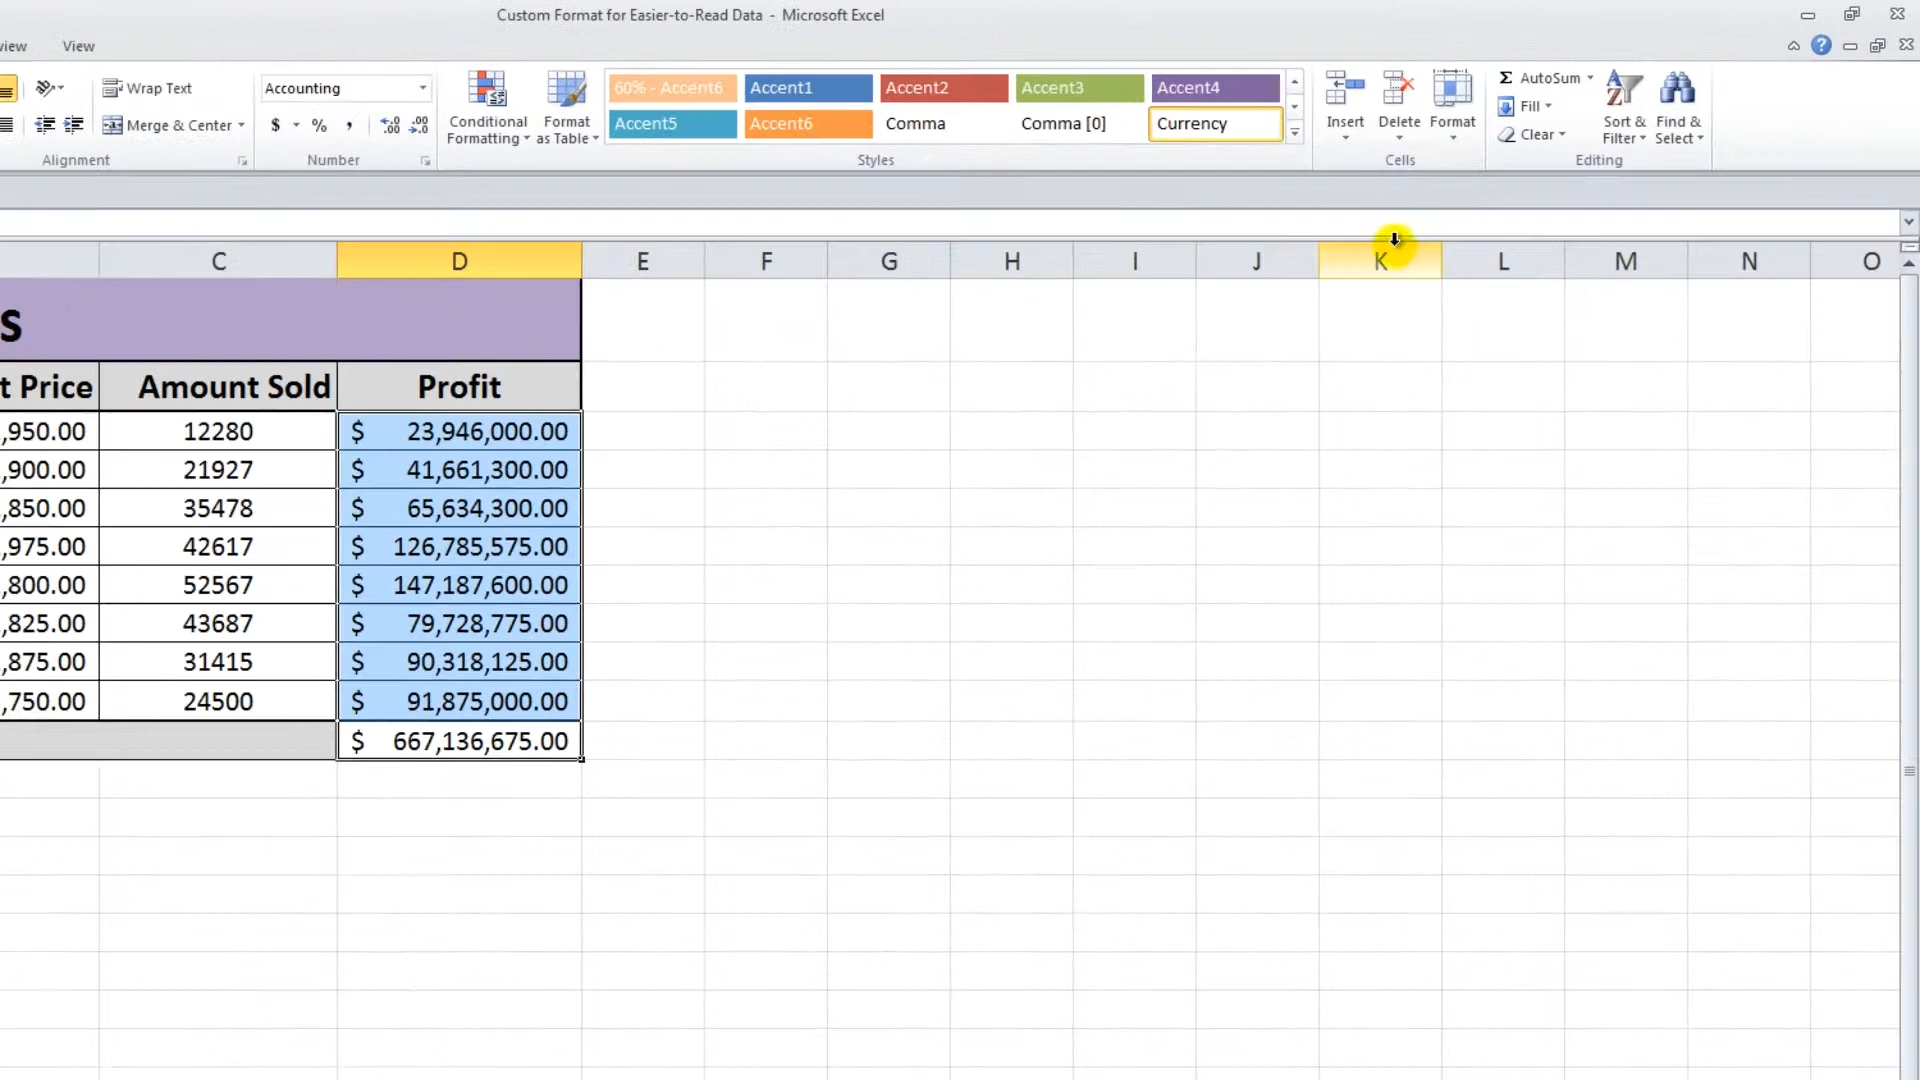 Custom Format for Easier-to-Read Data - Microsoft Excel
view View
Wrap Text Accounting 60% - Accent6 Accent1 Accent2 Accent3 Accent4 Σ AutoSum
Merge & Center $ % , Conditional Formatting Format as Table Accent5 Accent6 Comma Comma [0] Currency Insert Delete Format Fill Clear Sort & Filter Find & Select
Alignment Number Styles Cells Editing
C D E F G H I J K L M N O
S
t Price Amount Sold Profit
,950.00 12280 $ 23,946,000.00
,900.00 21927 $ 41,661,300.00
,850.00 35478 $ 65,634,300.00
,975.00 42617 $ 126,785,575.00
,800.00 52567 $ 147,187,600.00
,825.00 43687 $ 79,728,775.00
,875.00 31415 $ 90,318,125.00
,750.00 24500 $ 91,875,000.00
$ 667,136,675.00